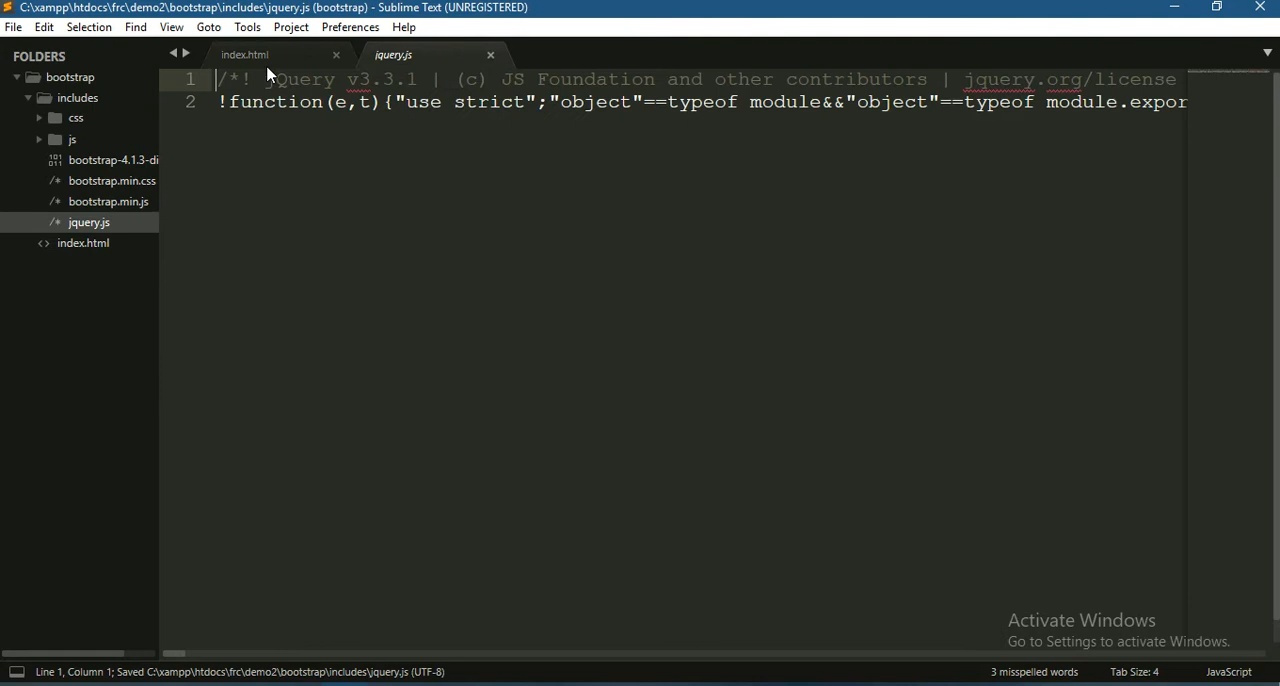 C:\xampp\htdocs\frc\demo2\bootstrap\includes\jquery.js (bootstrap) - Sublime Text (UNREGISTERED)
File Edit Selection Find View Goto Tools Project Preferences Help
FOLDERS
bootstrap
includes
css
js
bootstrap-4.1.3-di
bootstrap.min.css
bootstrap.min.js
jquery.js
index.html
index.html jquery.js
1 /*! jQuery v3.3.1 | (c) JS Foundation and other contributors | jquery.org/license
2 !function(e,t){"use strict";"object"==typeof module&&"object"==typeof module.expor
Activate Windows
Go to Settings to activate Windows.
Line 1, Column 1; Saved C:\xampp\htdocs\frc\demo2\bootstrap\includes\jquery.js (UTF-8) 3 misspelled words Tab Size: 4 JavaScript